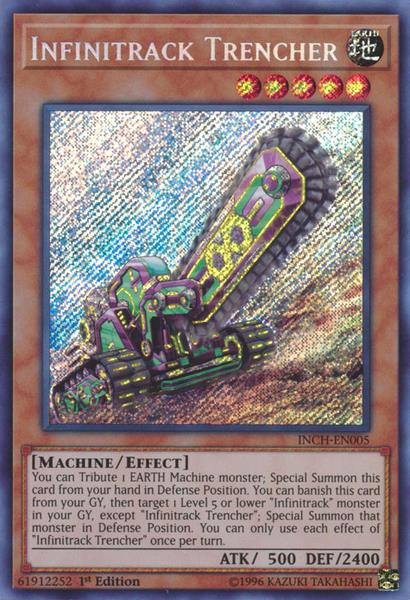 INFINITRACK TRENCHER
EARTH
地
INCH-EN005
[MACHINE/EFFECT]
You can Tribute 1 EARTH Machine monster; Special Summon this
card from your hand in Defense Position. You can banish this card
from your GY, then target 1 Level 5 or lower "Infinitrack" monster
in your GY, except "Infinitrack Trencher"; Special Summon that
monster in Defense Position. You can only use each effect of
"Infinitrack Trencher" once per turn.
ATK/ 500 DEF/2400
61912252 1st Edition ©1996 KAZUKI TAKAHASHI